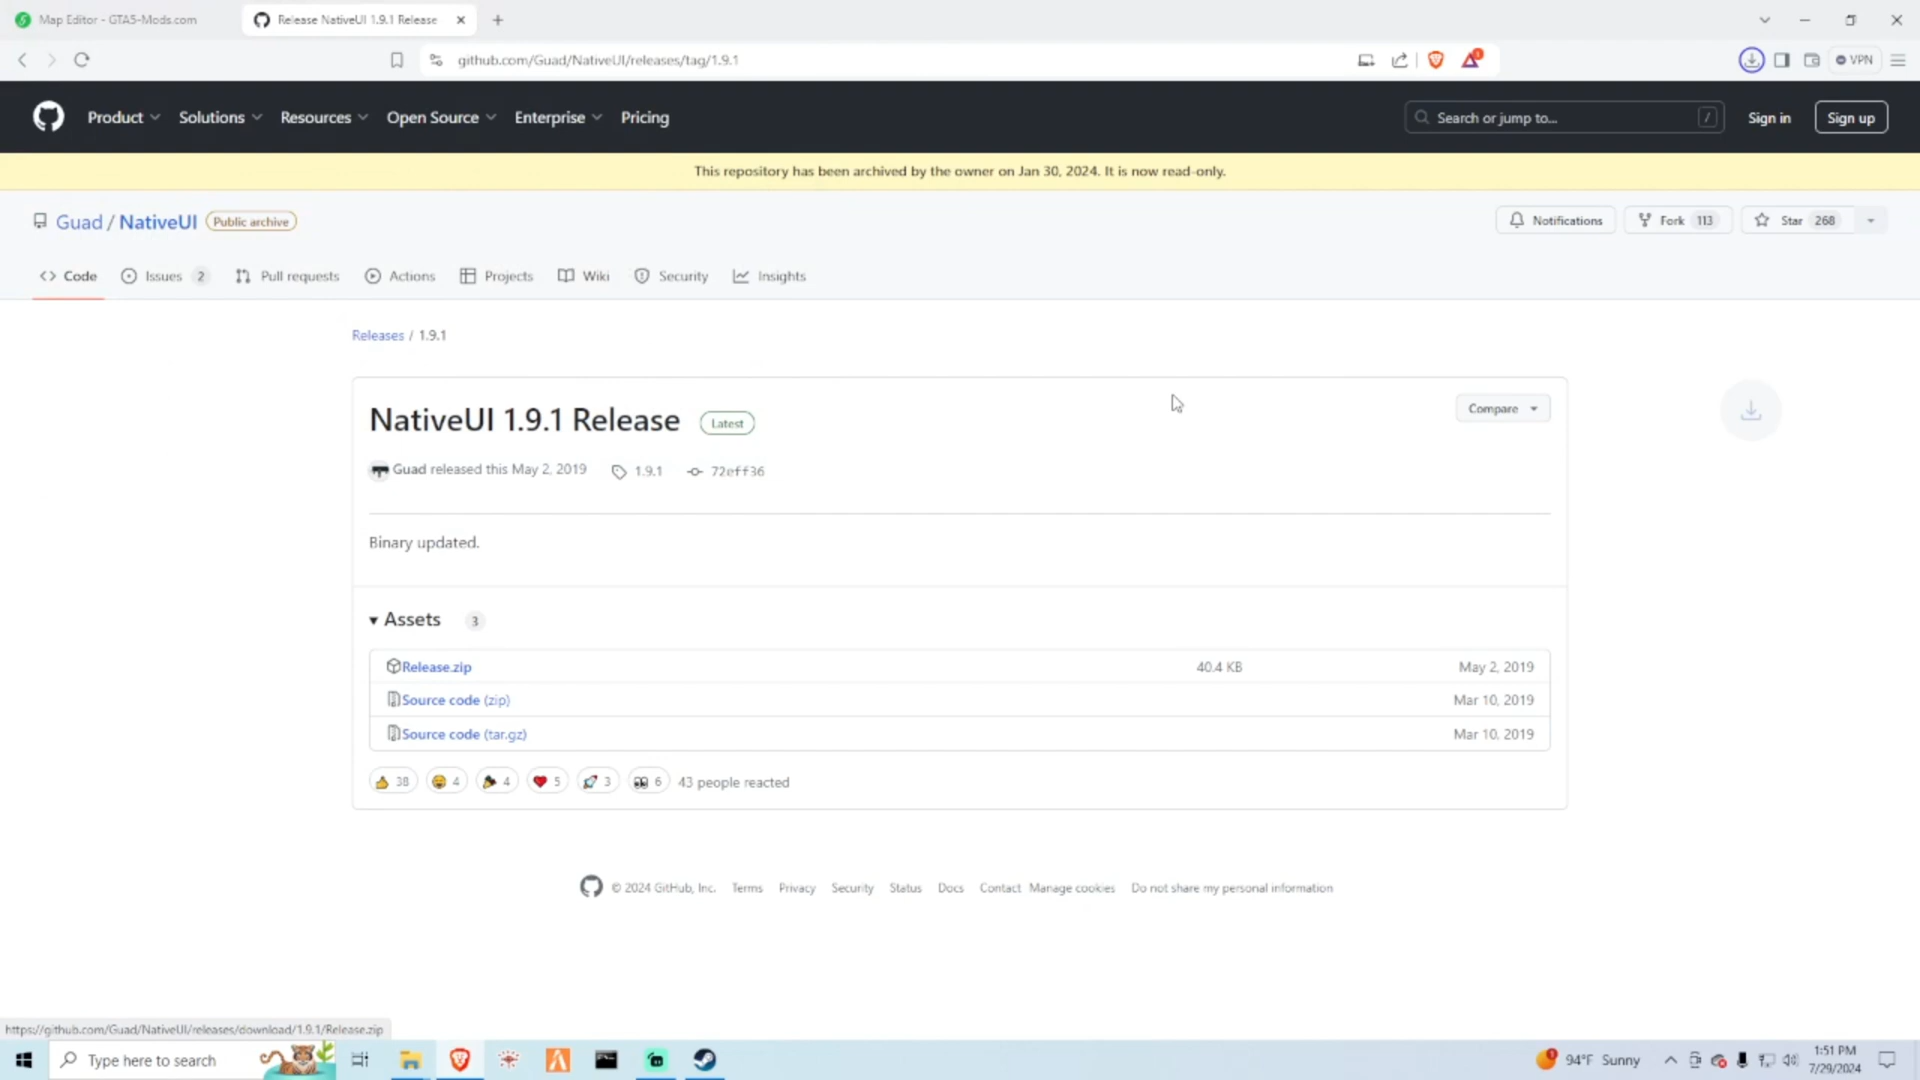 Map Editor - GTA5-Mods.com
Release NativeUI 1.9.1 Release
github.com/Guad/NativeUI/releases/tag/1.9.1
1
VPN
Product
Solutions
Resources
Open Source
Enterprise
Pricing
Search or jump to...
/
Sign in
Sign up
This repository has been archived by the owner on Jan 30, 2024. It is now read-only.
Guad / NativeUI
Public archive
Notifications
Fork 113
Star 268
Code
Issues 2
Pull requests
Actions
Projects
Wiki
Security
Insights
Releases / 1.9.1
NativeUI 1.9.1 Release
Latest
Compare
Guad released this May 2, 2019
1.9.1
72eff36
Binary updated.
Assets 3
Release.zip
40.4 KB
May 2, 2019
Source code (zip)
Mar 10, 2019
Source code (tar.gz)
Mar 10, 2019
38
4
4
5
3
6
43 people reacted
© 2024 GitHub, Inc.
Terms
Privacy
Security
Status
Docs
Contact
Manage cookies
Do not share my personal information
https://github.com/Guad/NativeUI/releases/download/1.9.1/Release.zip
Type here to search
94°F Sunny
1:51 PM
7/29/2024